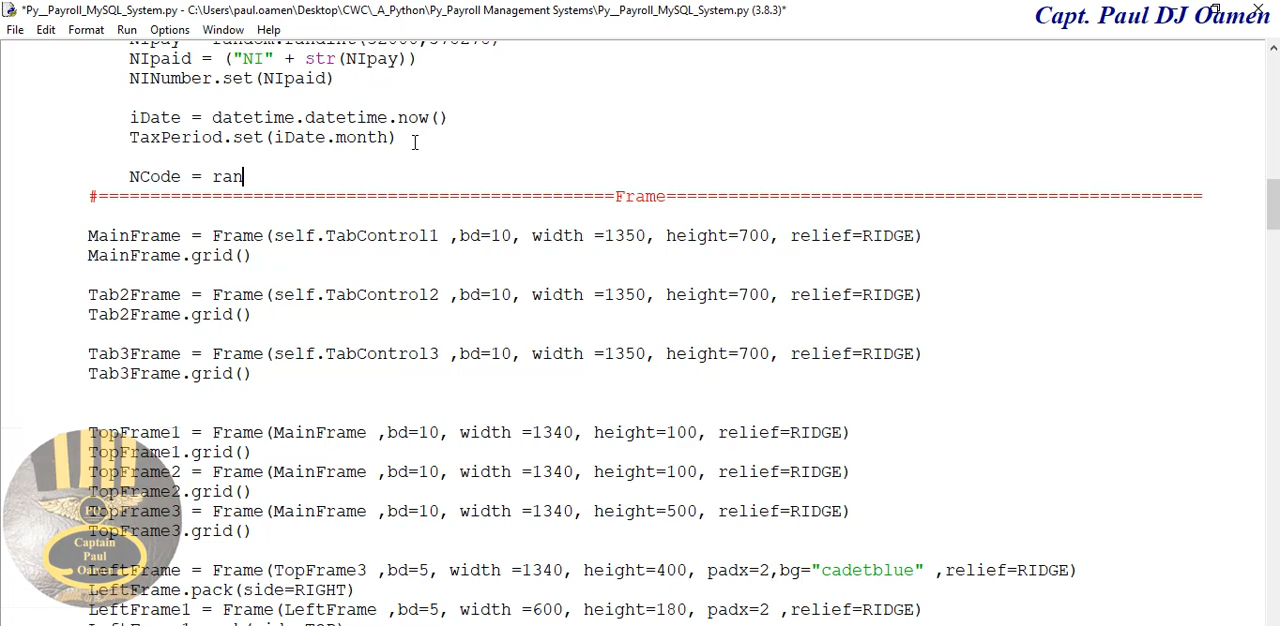 *Py__Payroll_MySQL_System.py - C:\Users\paul.oamen\Desktop\CWC\_A_Python\Py_Payroll Management Systems\Py__Payroll_MySQL_System.py (3.8.3)*
Capt. Paul DJ Oamen
File Edit Format Run Options Window Help
NIpaid = ("NI" + str(NIpay))
NINumber.set(NIpaid)
iDate = datetime.datetime.now()
TaxPeriod.set(iDate.month)
NCode = ran
#==================================================Frame====================================================
MainFrame = Frame(self.TabControl1 ,bd=10, width =1350, height=700, relief=RIDGE)
MainFrame.grid()
Tab2Frame = Frame(self.TabControl2 ,bd=10, width =1350, height=700, relief=RIDGE)
Tab2Frame.grid()
Tab3Frame = Frame(self.TabControl3 ,bd=10, width =1350, height=700, relief=RIDGE)
Tab3Frame.grid()
TopFrame1 = Frame(MainFrame ,bd=10, width =1340, height=100, relief=RIDGE)
TopFrame1.grid()
TopFrame2 = Frame(MainFrame ,bd=10, width =1340, height=100, relief=RIDGE)
TopFrame2.grid()
TopFrame3 = Frame(MainFrame ,bd=10, width =1340, height=500, relief=RIDGE)
TopFrame3.grid()
Captain
Paul
LeftFrame = Frame(TopFrame3 ,bd=5, width =1340, height=400, padx=2,bg="cadetblue" ,relief=RIDGE)
LeftFrame.pack(side=RIGHT)
LeftFrame1 = Frame(LeftFrame ,bd=5, width =600, height=180, padx=2 ,relief=RIDGE)